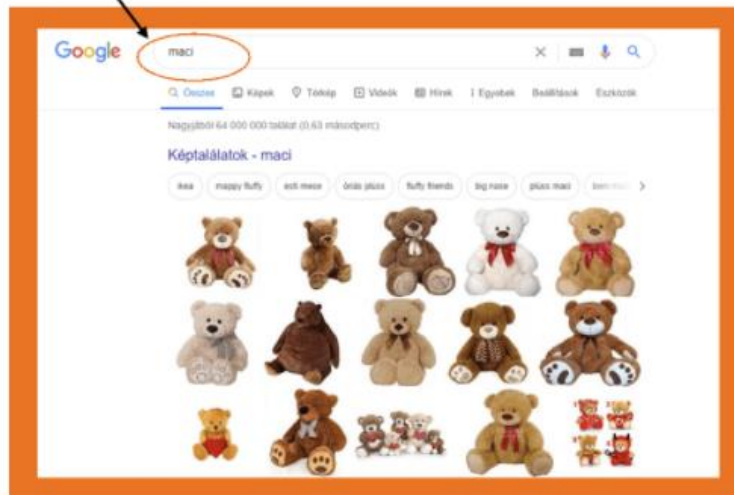 Google maci
Összes Képek Térkép Videók Hírek Egyebek Beállítások Eszközök
Nagyjából 64 000 000 találat (0,63 másodperc)
Képtalálatok - maci
ikea mappy fluffy esti mese óriás plüss fluffy friends big nose plüss maci